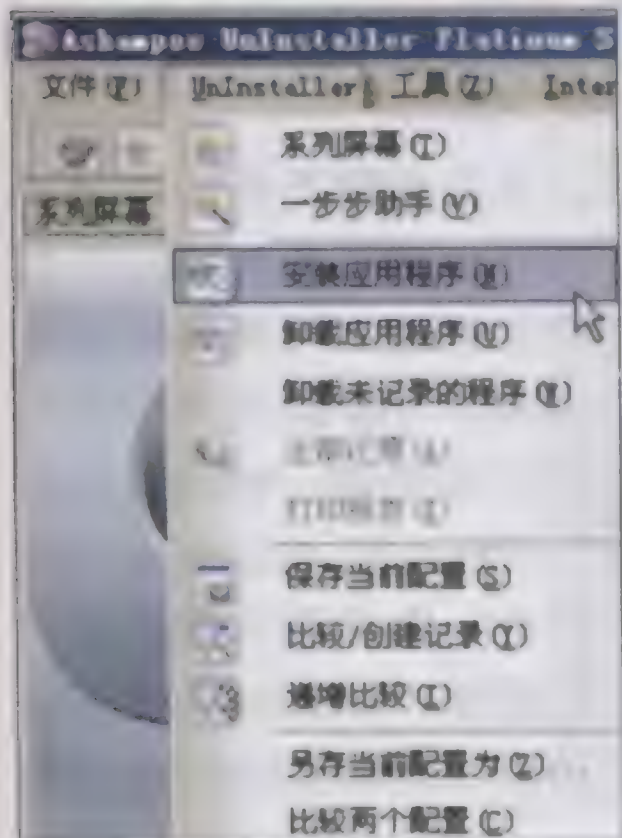 Ashampoo UnInstaller Platinum S
文件(F) UnInstaller 工具(Z) Inter
系列屏幕(T)
一步步助手(Y)
系列屏幕
安装应用程序
卸载应用程序(V)
卸载未记录的程序
保存当前配置(S)
比较/创建记录(Y)
递增比较(I)
另存当前配置为(Z)...
比较两个配置(C)